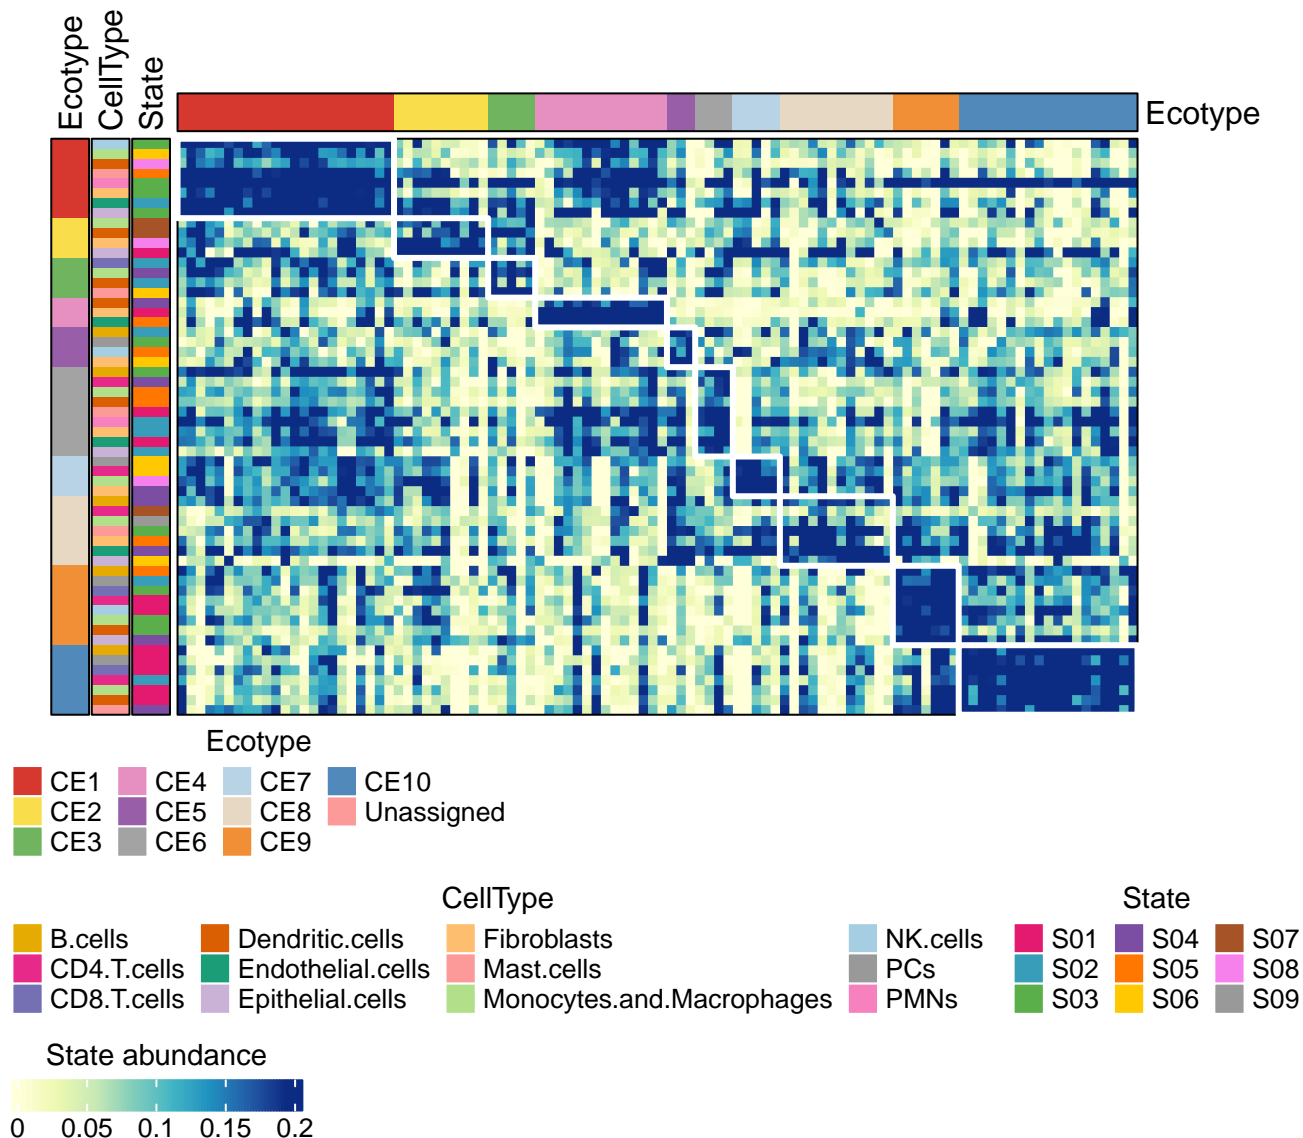 Ecotype
CellType
State
Ecotype
Ecotype
CE1 CE4 CE7 CE10
CE2 CE5 CE8 Unassigned
CE3 CE6 CE9
CellType State
B.cells Dendritic.cells Fibroblasts NK.cells S01 S04 S07
CD4.T.cells Endothelial.cells Mast.cells PCs S02 S05 S08
CD8.T.cells Epithelial.cells Monocytes.and.Macrophages PMNs S03 S06 S09
State abundance
0 0.05 0.1 0.15 0.2